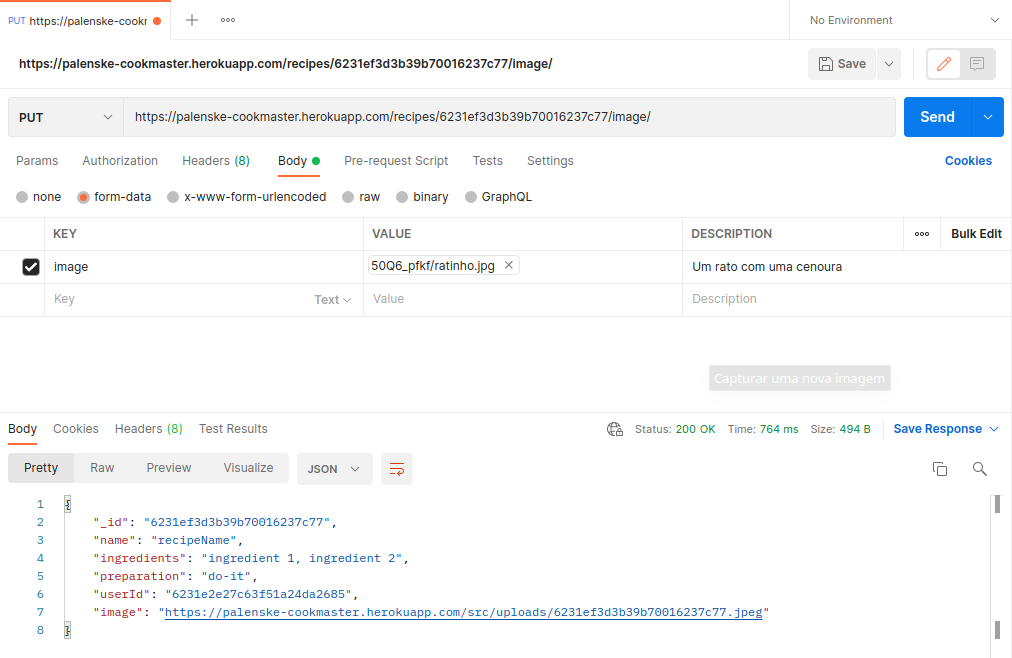 PUT https://palenske-cookr
No Environment
https://palenske-cookmaster.herokuapp.com/recipes/6231ef3d3b39b70016237c77/image/
Save
PUT
https://palenske-cookmaster.herokuapp.com/recipes/6231ef3d3b39b70016237c77/image/
Send
Params Authorization Headers (8) Body Pre-request Script Tests Settings Cookies
none form-data x-www-form-urlencoded raw binary GraphQL
KEY VALUE DESCRIPTION Bulk Edit
image 50Q6_pfkf/ratinho.jpg Um rato com uma cenoura
Key Text Value Description
Capturar uma nova imagem
Body Cookies Headers (8) Test Results Status: 200 OK Time: 764 ms Size: 494 B Save Response
Pretty Raw Preview Visualize JSON
1 {
2 "_id": "6231ef3d3b39b70016237c77",
3 "name": "recipeName",
4 "ingredients": "ingredient 1, ingredient 2",
5 "preparation": "do-it",
6 "userId": "6231e2e27c63f51a24da2685",
7 "image": "https://palenske-cookmaster.herokuapp.com/src/uploads/6231ef3d3b39b70016237c77.jpeg"
8 }